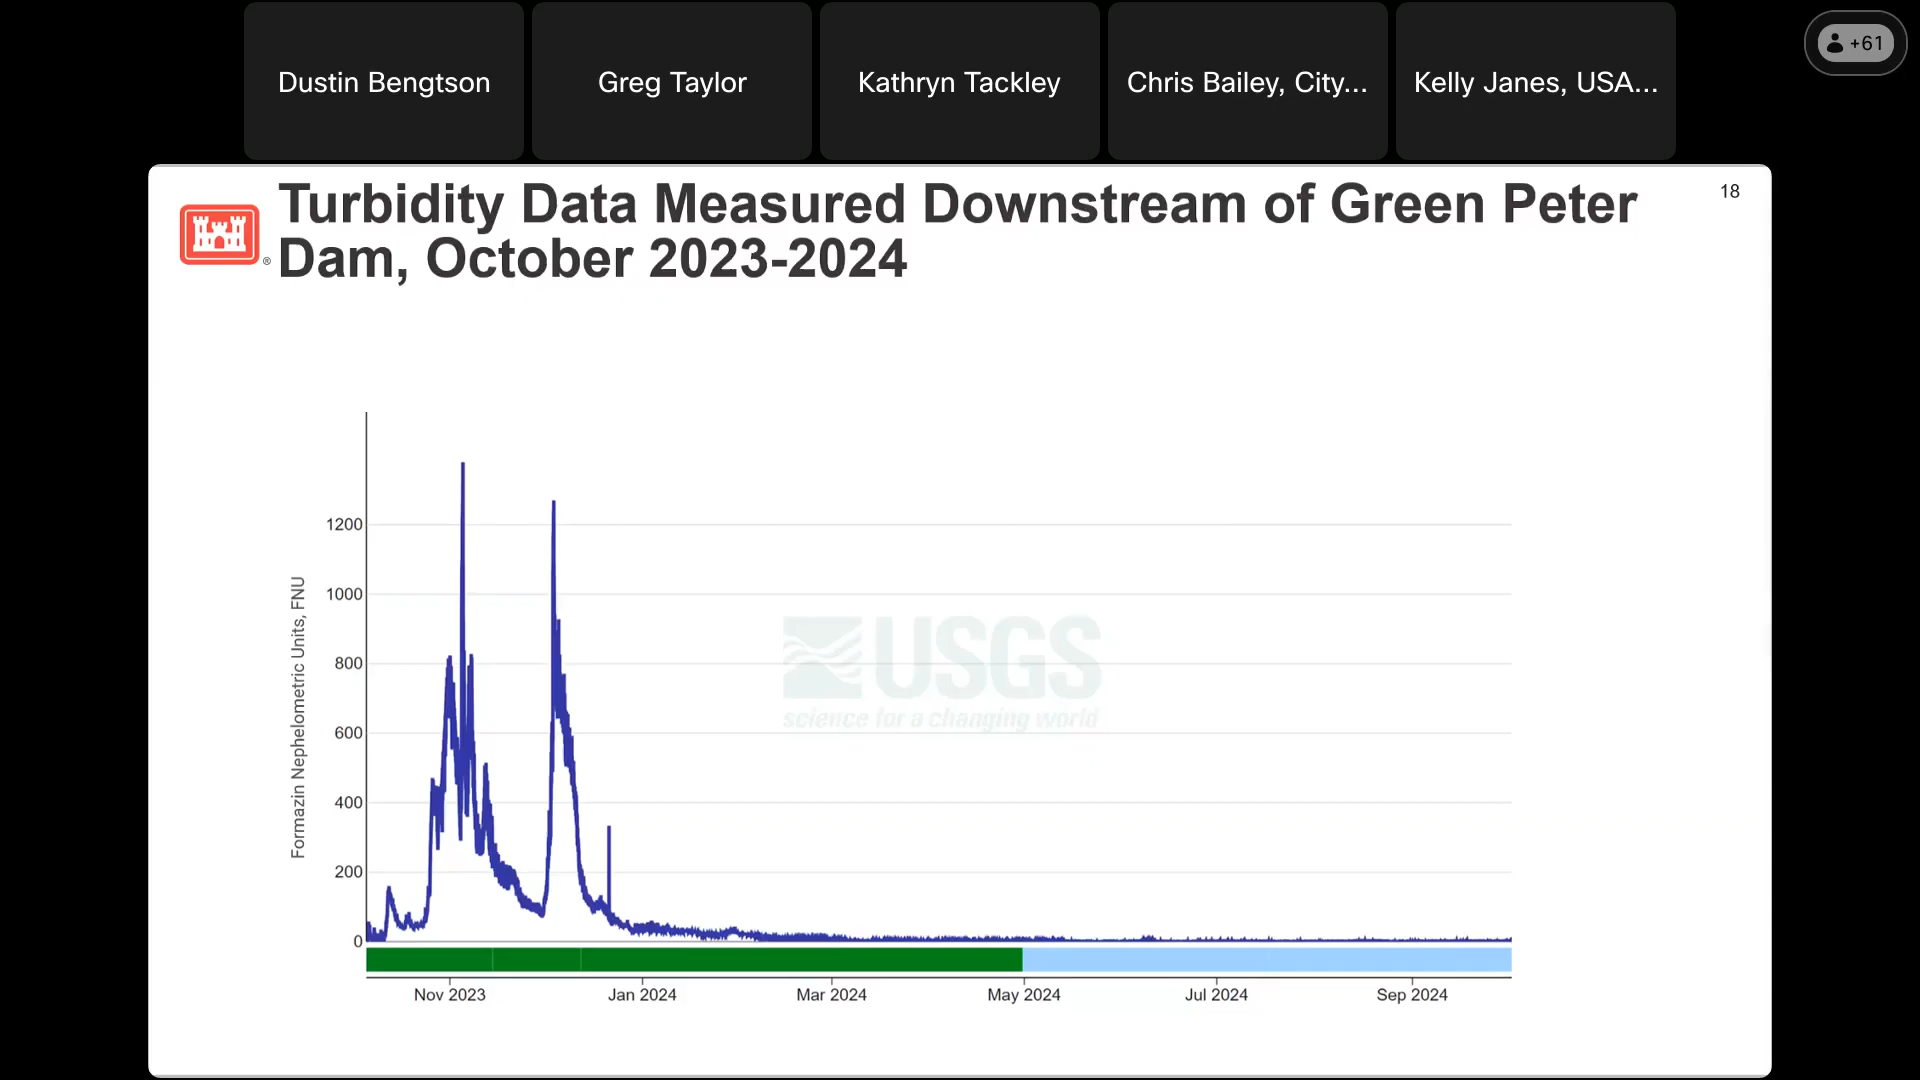 Dustin Bengtson
Greg Taylor
Kathryn Tackley
Chris Bailey, City...
Kelly Janes, USA...
+61
Turbidity Data Measured Downstream of Green Peter
Dam, October 2023-2024
18
®
Formazin Nephelometric Units, FNU
1200
1000
800
600
400
200
0
USGS
science for a changing world
Nov 2023
Jan 2024
Mar 2024
May 2024
Jul 2024
Sep 2024